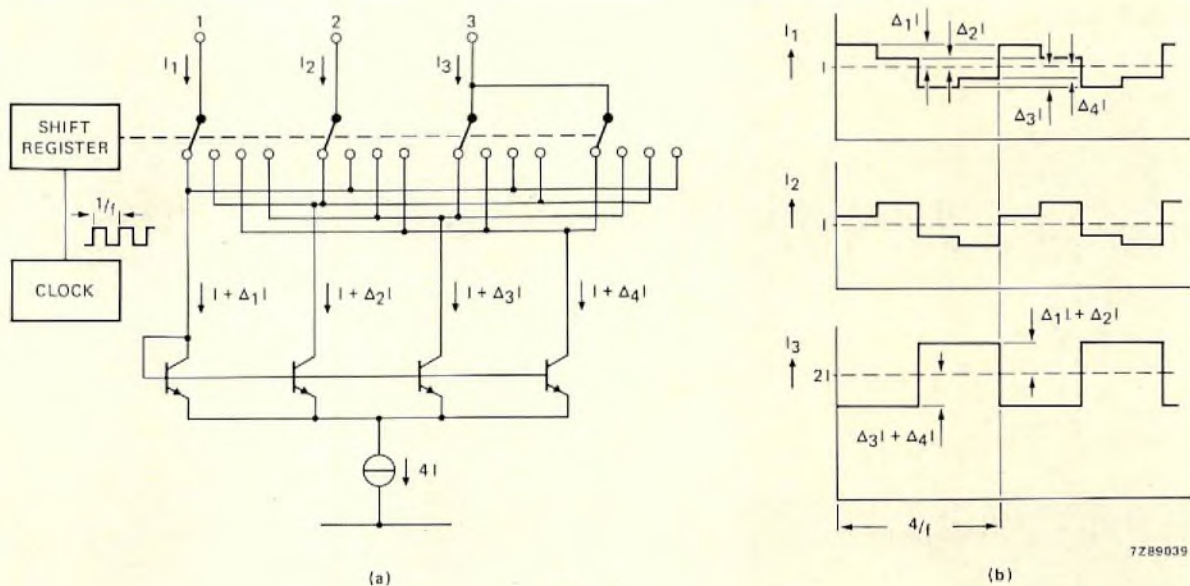 1
2
3
I1
I2
I3
SHIFT
REGISTER
1/f
CLOCK
I + Δ1I
I + Δ2I
I + Δ3I
I + Δ4I
4I
(a)
I1
I
Δ1I
Δ2I
Δ3I
Δ4I
I2
I
I3
2I
Δ1I + Δ2I
Δ3I + Δ4I
4/f
7Z89039
(b)